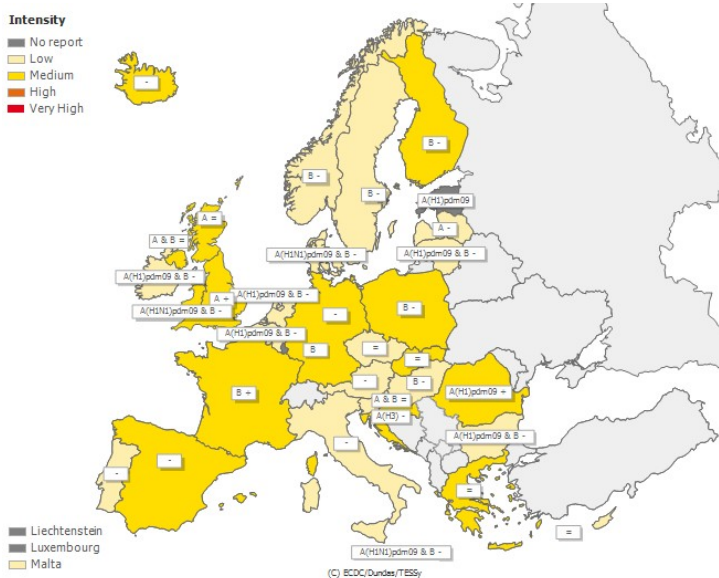 Intensity
No report
Low
Medium
High
Very High
-
B -
B -
B -
A(H1)pdm09
A =
A -
A & B =
A(H1N1)pdm09 & B -
A(H1)pdm09 & B -
A(H1)pdm09 & B -
A +
A(H1)pdm09 & B -
A(H1N1)pdm09 & B -
-
B -
A(H1)pdm09 & B -
B
=
=
-
B -
B +
A(H1)pdm09 +
A & B =
A(H3) -
A(H1)pdm09 & B -
-
-
-
=
=
Liechtenstein
Luxembourg
Malta
A(H1N1)pdm09 & B -
(C) ECDC/Dundas/TESSy